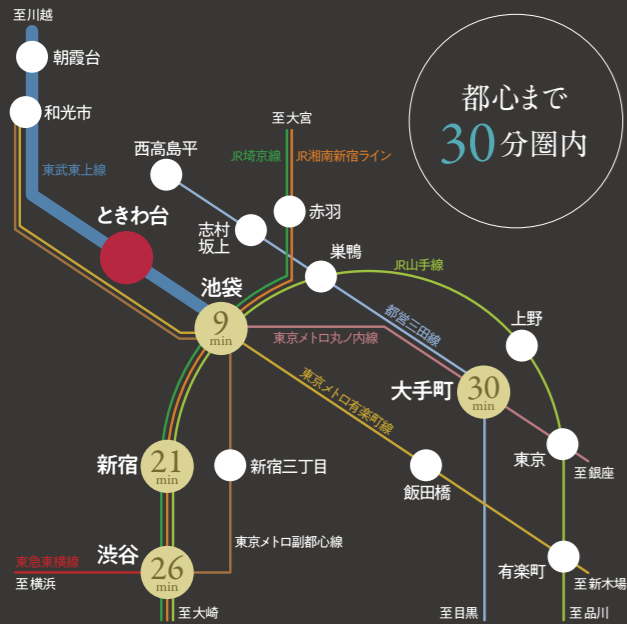 至川越
朝霞台
和光市
東武東上線
ときわ台
西高島平
志村
坂上
至大宮
JR埼京線
JR湘南新宿ライン
赤羽
巣鴨
都心まで
30分圏内
JR山手線
上野
池袋
9
min
東京メトロ丸ノ内線
都営三田線
大手町
30
min
東京メトロ有楽町線
東京
至銀座
新宿
21
min
新宿三丁目
飯田橋
東京メトロ副都心線
有楽町
渋谷
26
min
東急東横線
至横浜
至大崎
至目黒
至新木場
至品川